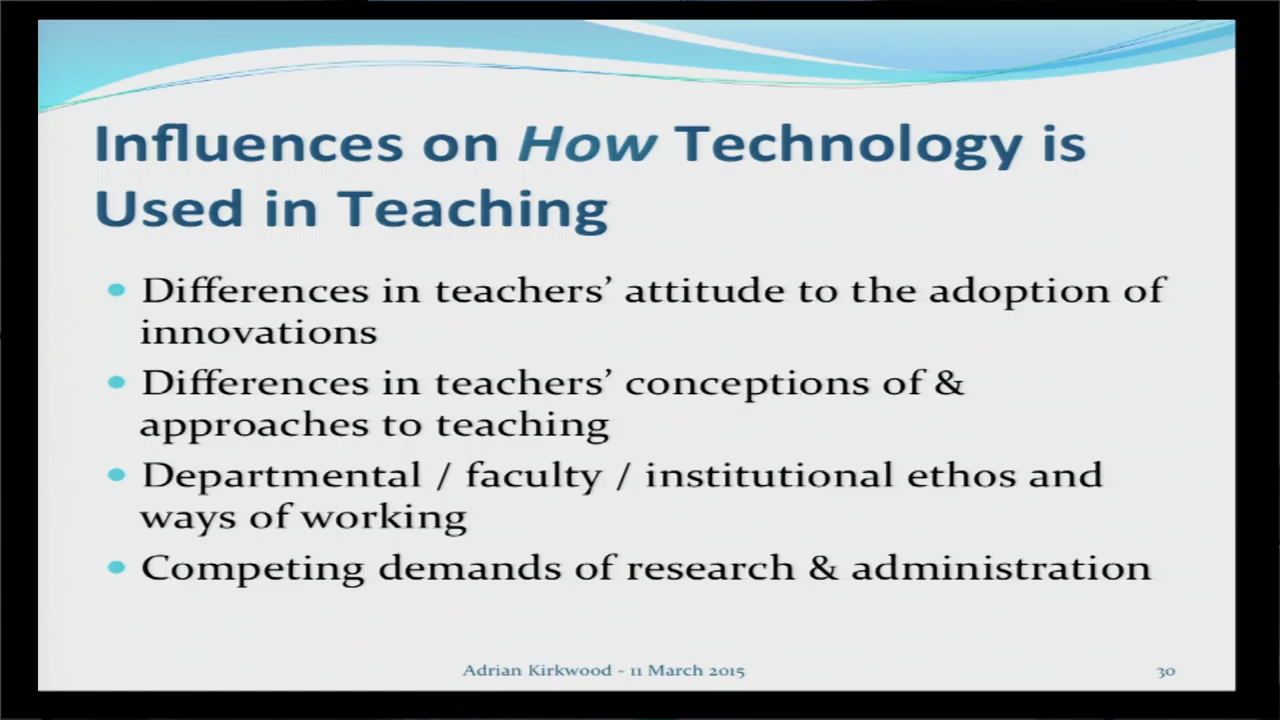 Influences on How Technology is
Used in Teaching
• Differences in teachers’ attitude to the adoption of
innovations
• Differences in teachers’ conceptions of &
approaches to teaching
• Departmental / faculty / institutional ethos and
ways of working
• Competing demands of research & administration
Adrian Kirkwood - 11 March 2015
30